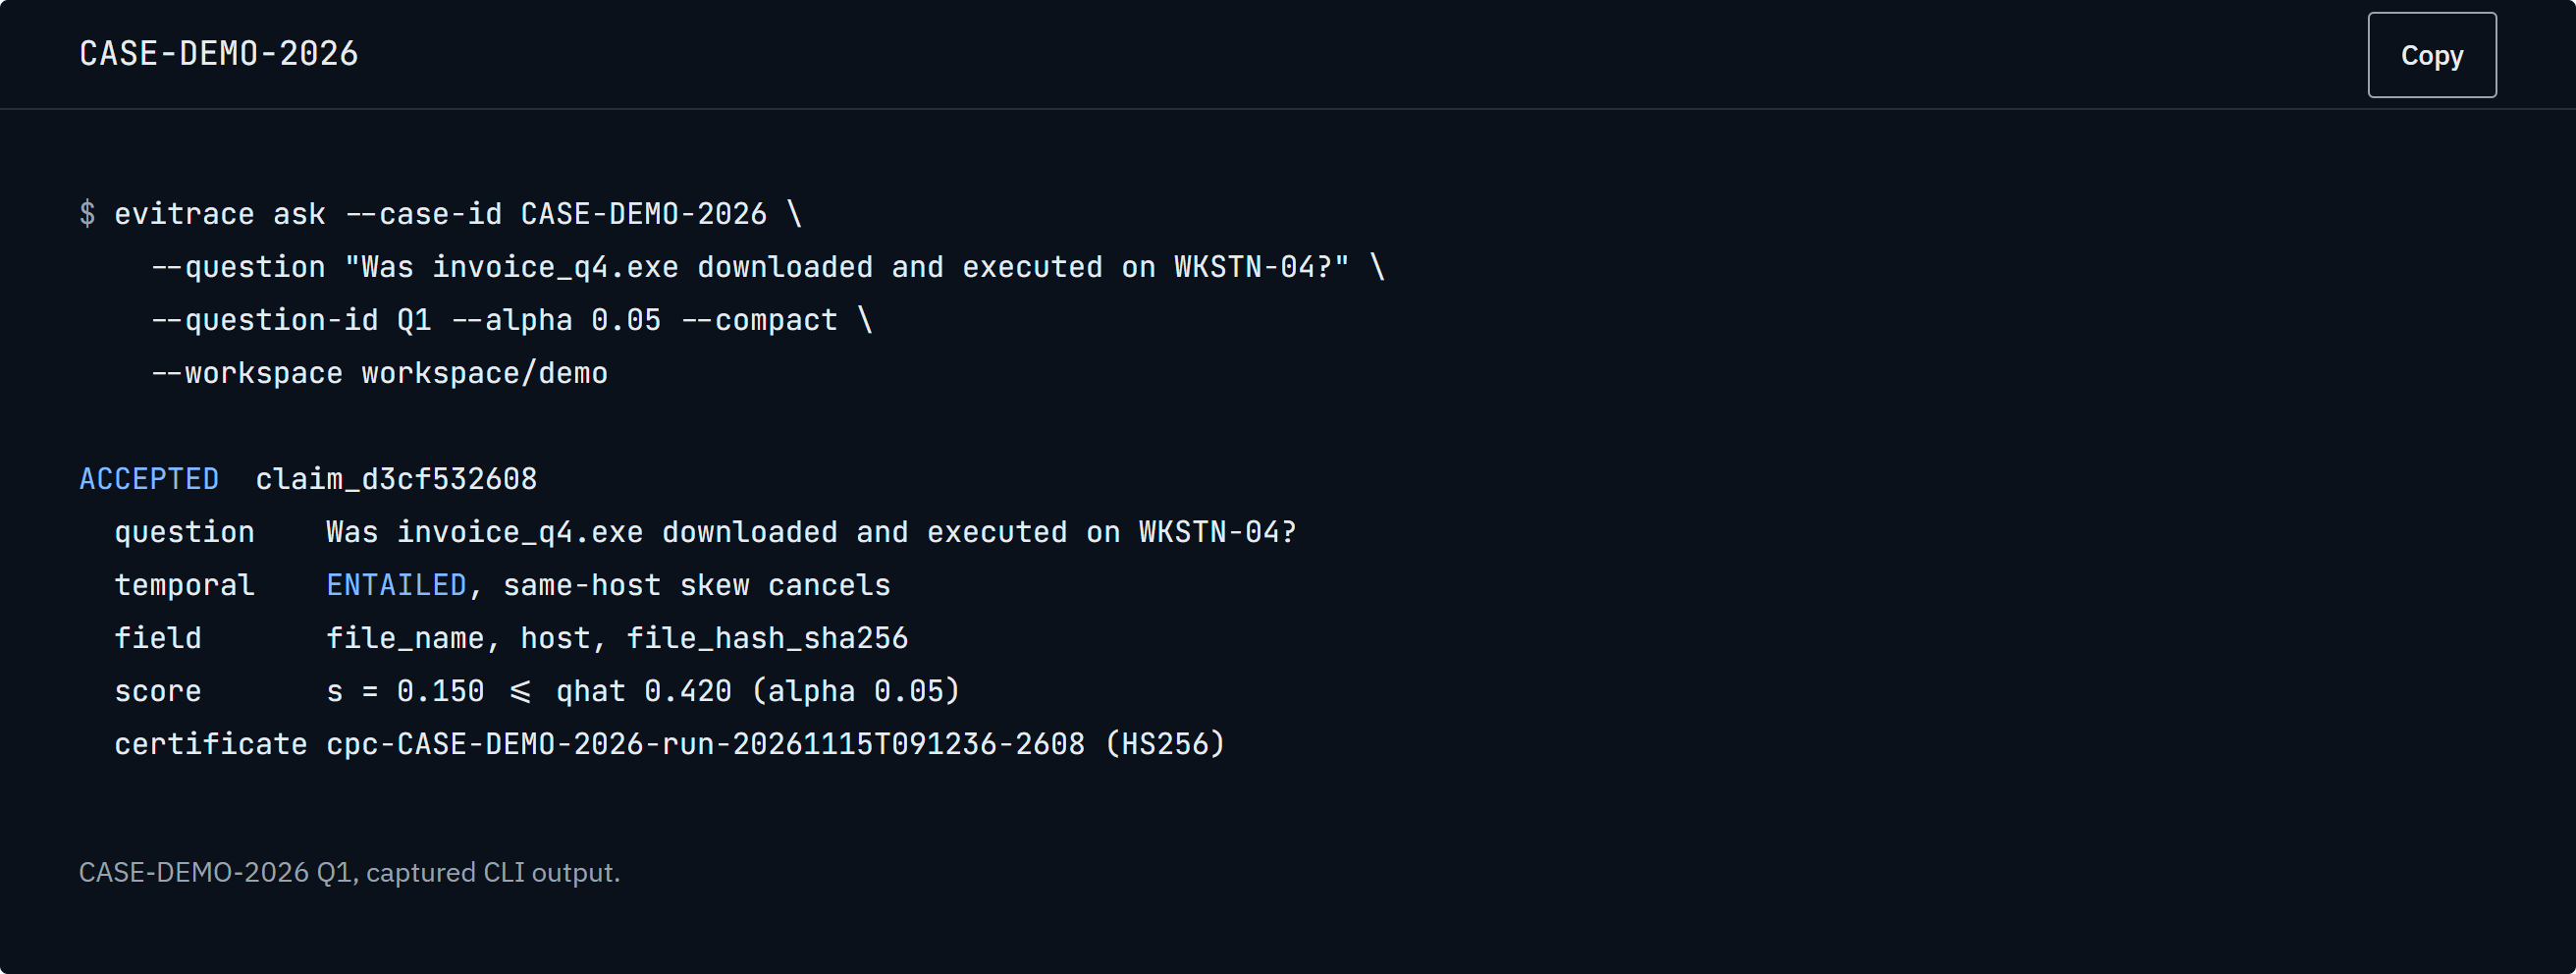 CASE-DEMO-2026
Copy
$ evitrace ask --case-id CASE-DEMO-2026 \
--question "Was invoice_q4.exe downloaded and executed on WKSTN-04?" \
--question-id Q1 --alpha 0.05 --compact \
--workspace workspace/demo
ACCEPTED claim_d3cf532608
question Was invoice_q4.exe downloaded and executed on WKSTN-04?
temporal ENTAILED, same-host skew cancels
field file_name, host, file_hash_sha256
score s = 0.150 ≤ qhat 0.420 (alpha 0.05)
certificate cpc-CASE-DEMO-2026-run-20261115T091236-2608 (HS256)
CASE-DEMO-2026 Q1, captured CLI output.